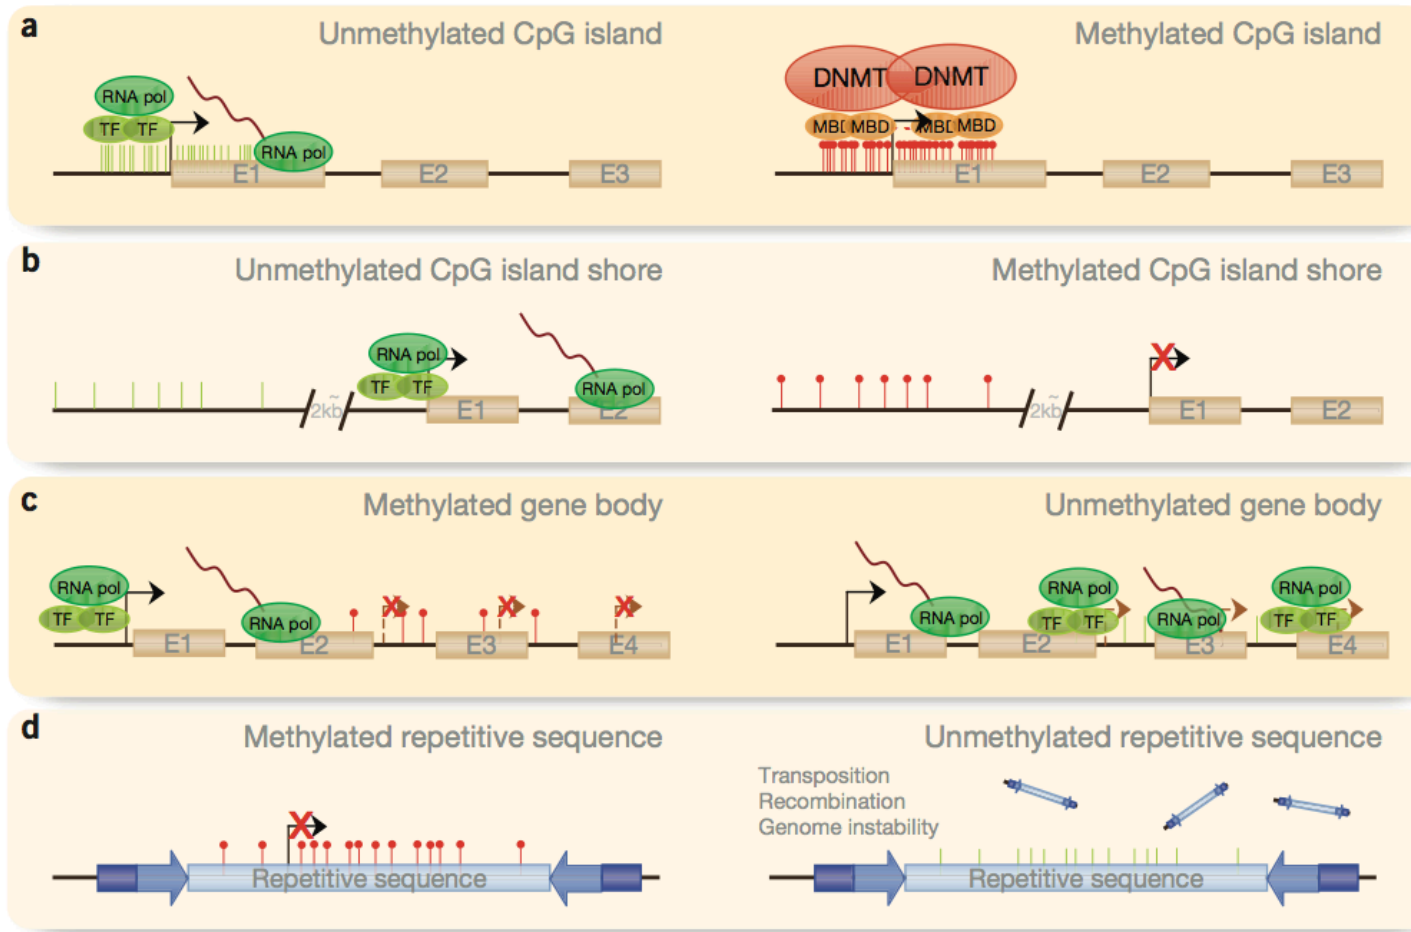 a
Unmethylated CpG island
Methylated CpG island
RNA pol
TF TF
RNA pol
E1 E2 E3
DNMT DNMT
MBD MBD MBD MBD
E1 E2 E3
b
Unmethylated CpG island shore
Methylated CpG island shore
RNA pol
TF TF
RNA pol
~
2kb
E1 E2
X
~
2kb
E1 E2
c
Methylated gene body
Unmethylated gene body
RNA pol
TF TF
RNA pol
X X X
E1 E2 E3 E4
RNA pol
RNA pol
TF TF
RNA pol
RNA pol
TF TF
E1 E2 E3 E4
d
Methylated repetitive sequence
Unmethylated repetitive sequence
X
Repetitive sequence
Transposition
Recombination
Genome instability
Repetitive sequence